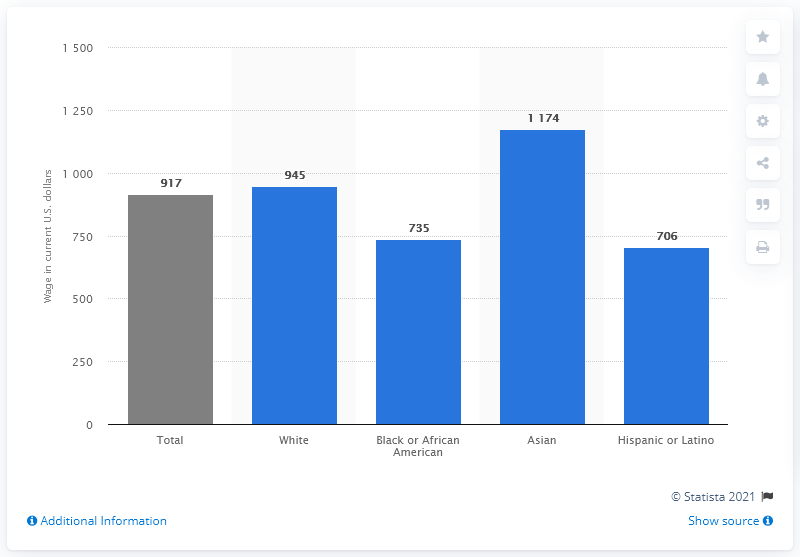 1 500
1 250
1 000
750
500
250
0
Wage in current U.S. dollars
917
945
735
1 174
706
Total
White
Black or African
American
Asian
Hispanic or Latino
© Statista 2021
Additional Information
Show source